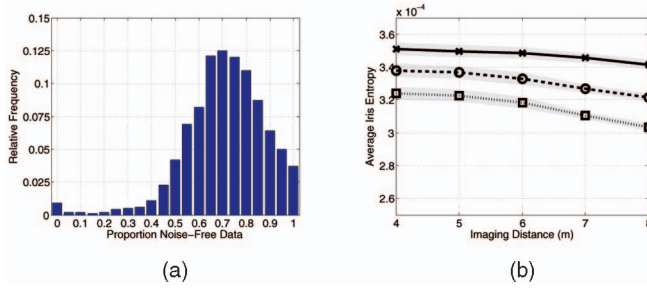 0.15
0.125
0.1
0.075
0.05
0.025
0
Relative Frequency
0 0.1 0.2 0.3 0.4 0.5 0.6 0.7 0.8 0.9 1
Proportion Noise-Free Data
(a)
x 10⁻⁴
3.6
3.4
3.2
3
2.8
2.6
Average Iris Entropy
4 5 6 7 8
Imaging Distance (m)
(b)